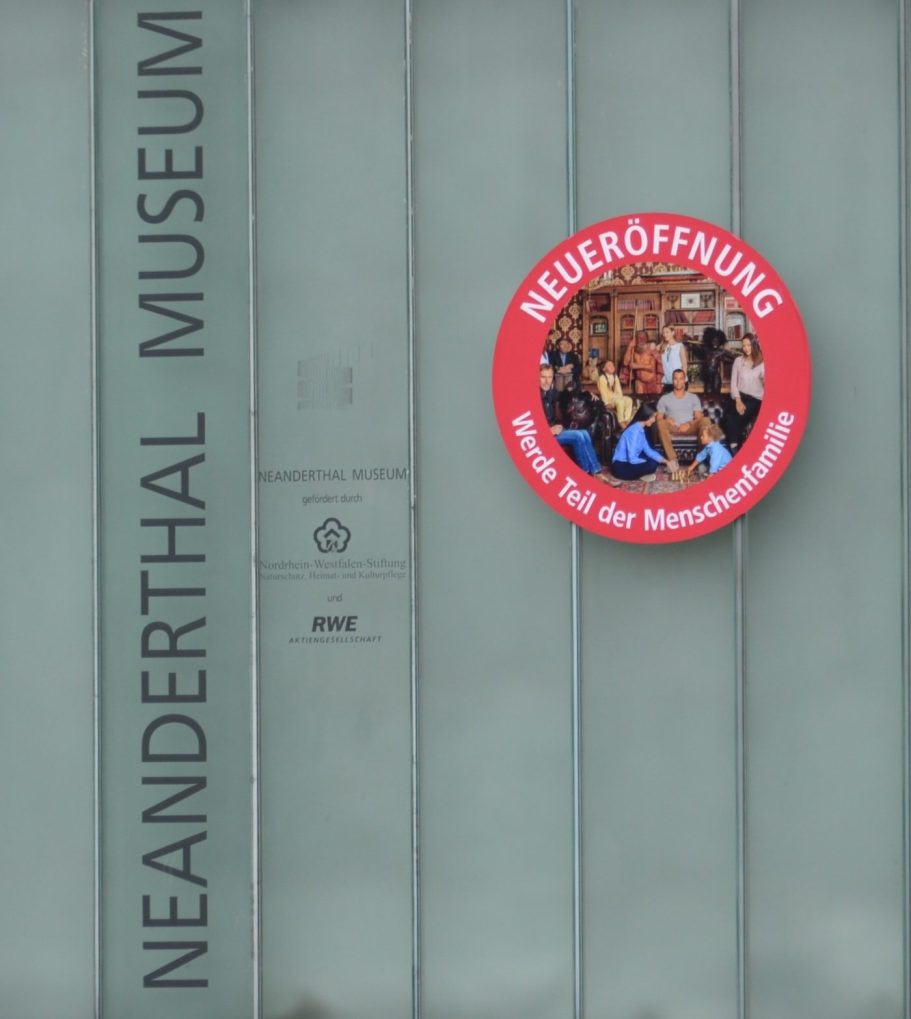 NEANDERTHAL MUSEUM
NEANDERTHAL MUSEUM
gefördert durch
Nordrhein-Westfalen-Stiftung
Naturschutz, Heimat- und Kulturpflege
und
RWE
AKTIENGESELLSCHAFT
NEUERÖFFNUNG
Werde Teil der Menschenfamilie